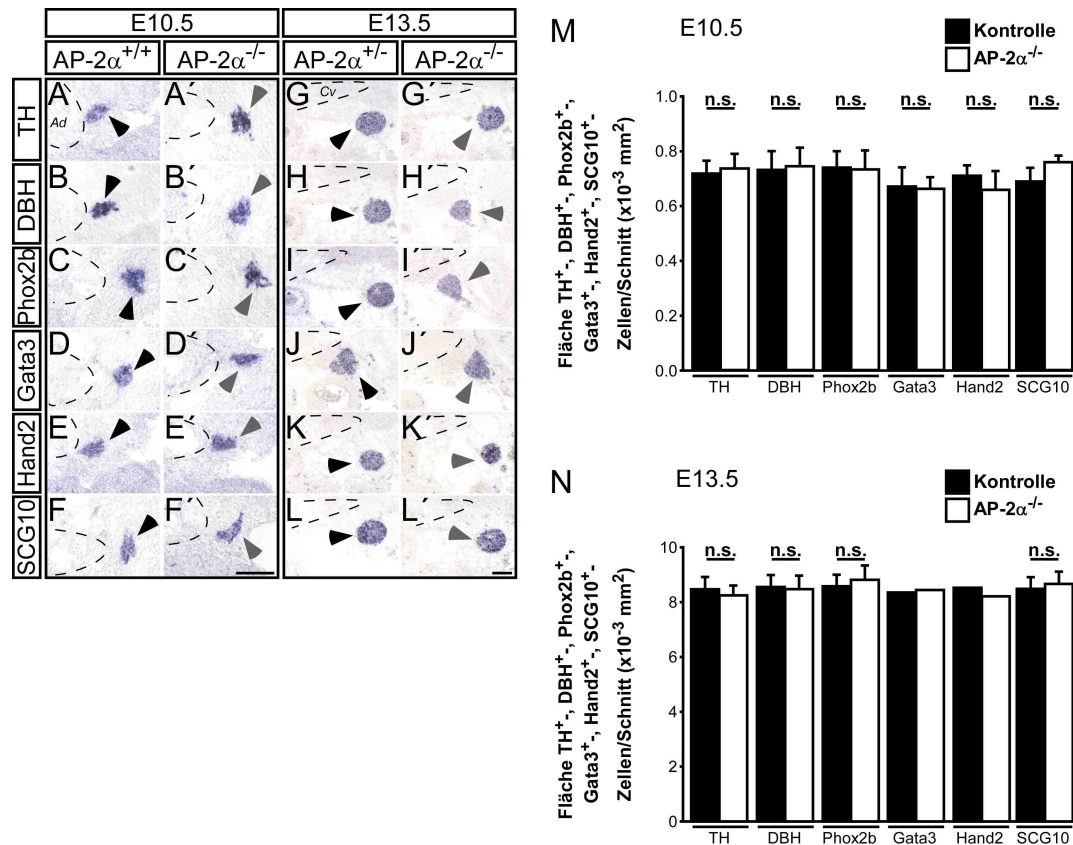 E10.5 E13.5
AP-2α+/+ AP-2α-/- AP-2α+/- AP-2α-/-
TH A Ad A´ G Cv G´
DBH B B´ H H´
Phox2b C C´ I I´
Gata3 D D´ J J´
Hand2 E E´ K K´
SCG10 F F´ L L´
M E10.5
Kontrolle
AP-2α-/-
Fläche TH+-, DBH+-, Phox2b+-,
Gata3+-, Hand2+-, SCG10+-
Zellen/Schnitt (x10-3 mm2)
1.0
0.8
0.6
0.4
0.2
0.0
n.s. n.s. n.s. n.s. n.s. n.s.
TH DBH Phox2b Gata3 Hand2 SCG10
N E13.5
Kontrolle
AP-2α-/-
Fläche TH+-, DBH+-, Phox2b+-,
Gata3+-, Hand2+-, SCG10+-
Zellen/Schnitt (x10-3 mm2)
10
8
6
4
2
0
n.s. n.s. n.s. n.s.
TH DBH Phox2b Gata3 Hand2 SCG10